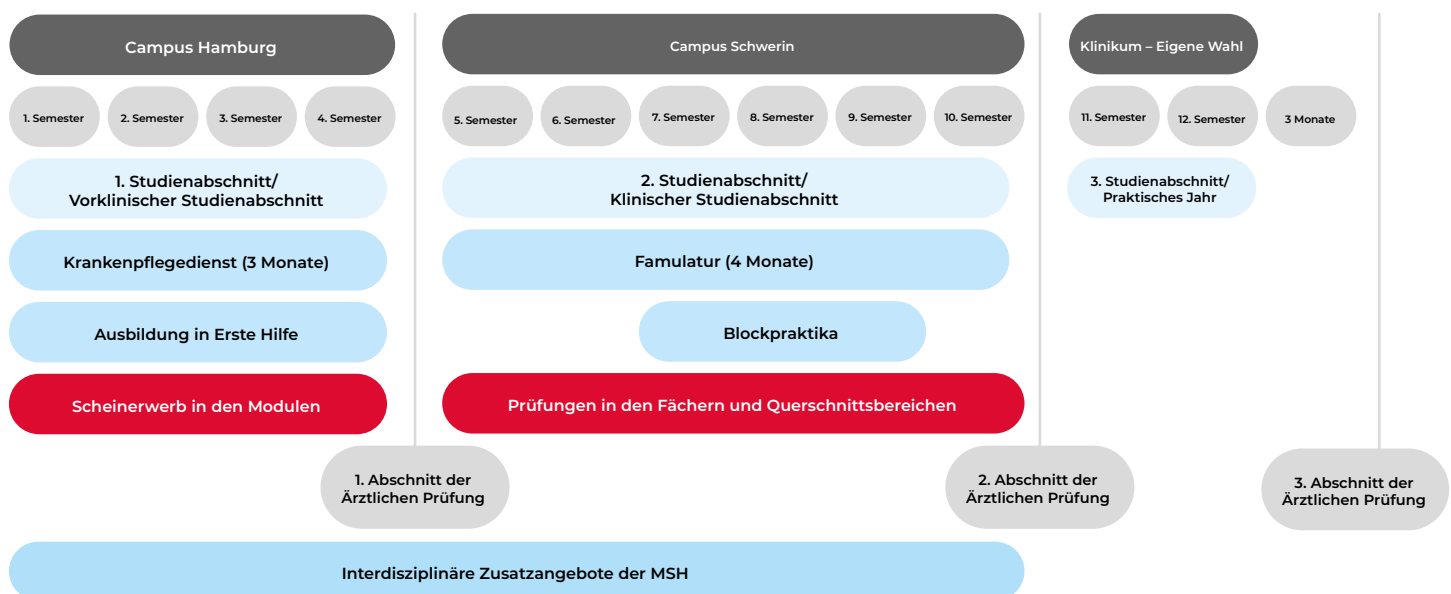 Campus Hamburg
Campus Schwerin
Klinikum – Eigene Wahl
1. Semester
2. Semester
3. Semester
4. Semester
5. Semester
6. Semester
7. Semester
8. Semester
9. Semester
10. Semester
11. Semester
12. Semester
3 Monate
1. Studienabschnitt/
Vorklinischer Studienabschnitt
2. Studienabschnitt/
Klinischer Studienabschnitt
3. Studienabschnitt/
Praktisches Jahr
Krankenpflegedienst (3 Monate)
Famulatur (4 Monate)
Ausbildung in Erste Hilfe
Blockpraktika
Scheinerwerb in den Modulen
Prüfungen in den Fächern und Querschnittsbereichen
1. Abschnitt der
Ärztlichen Prüfung
2. Abschnitt der
Ärztlichen Prüfung
3. Abschnitt der
Ärztlichen Prüfung
Interdisziplinäre Zusatzangebote der MSH